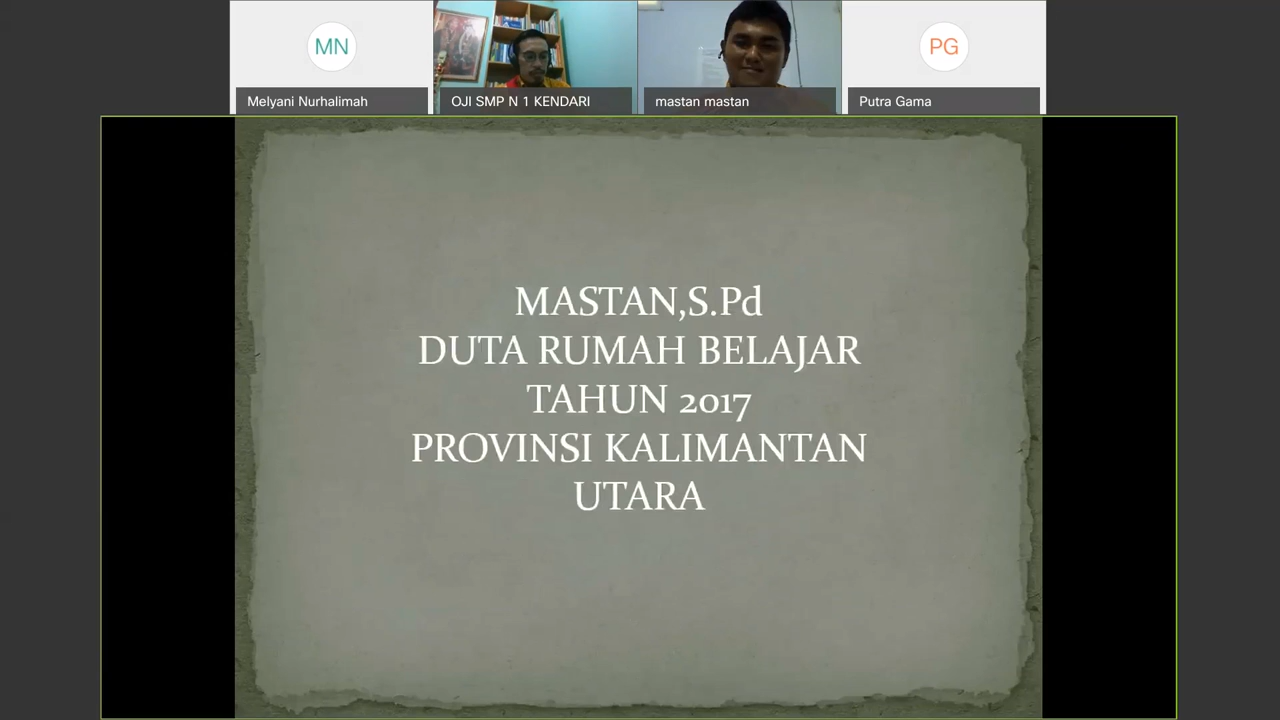 MN
PG
Melyani Nurhalimah
OJI SMP N 1 KENDARI
mastan mastan
Putra Gama
MASTAN,S.Pd
DUTA RUMAH BELAJAR
TAHUN 2017
PROVINSI KALIMANTAN
UTARA